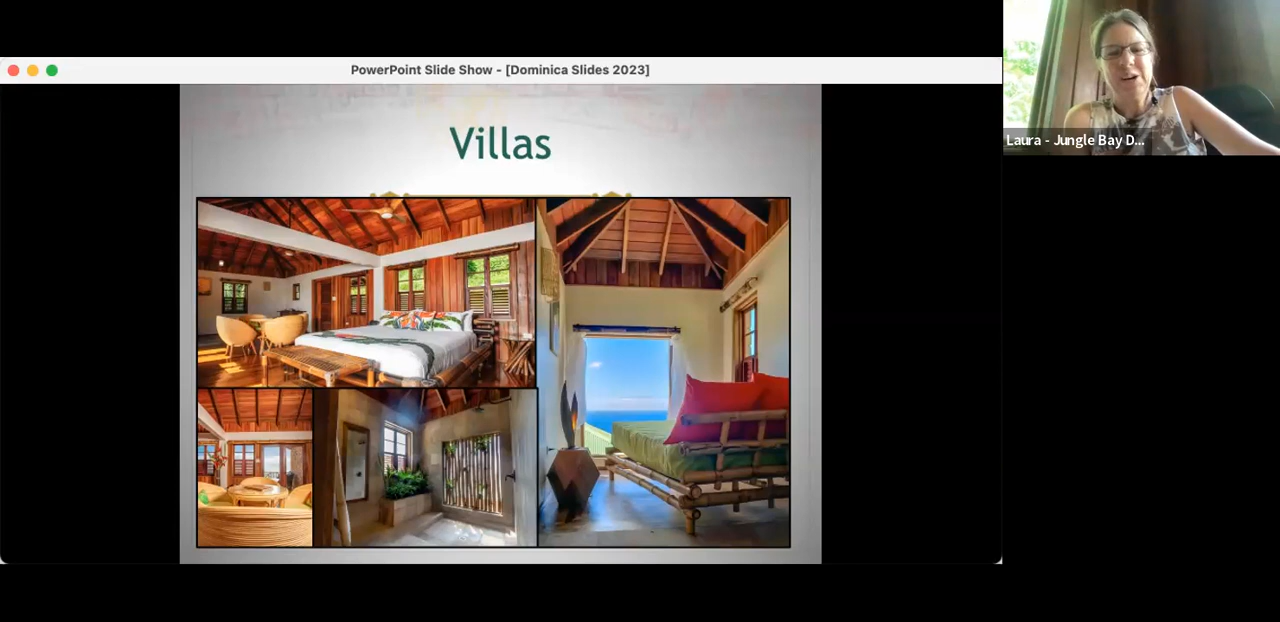 PowerPoint Slide Show - [Dominica Slides 2023]
Villas
Laura - Jungle Bay D...